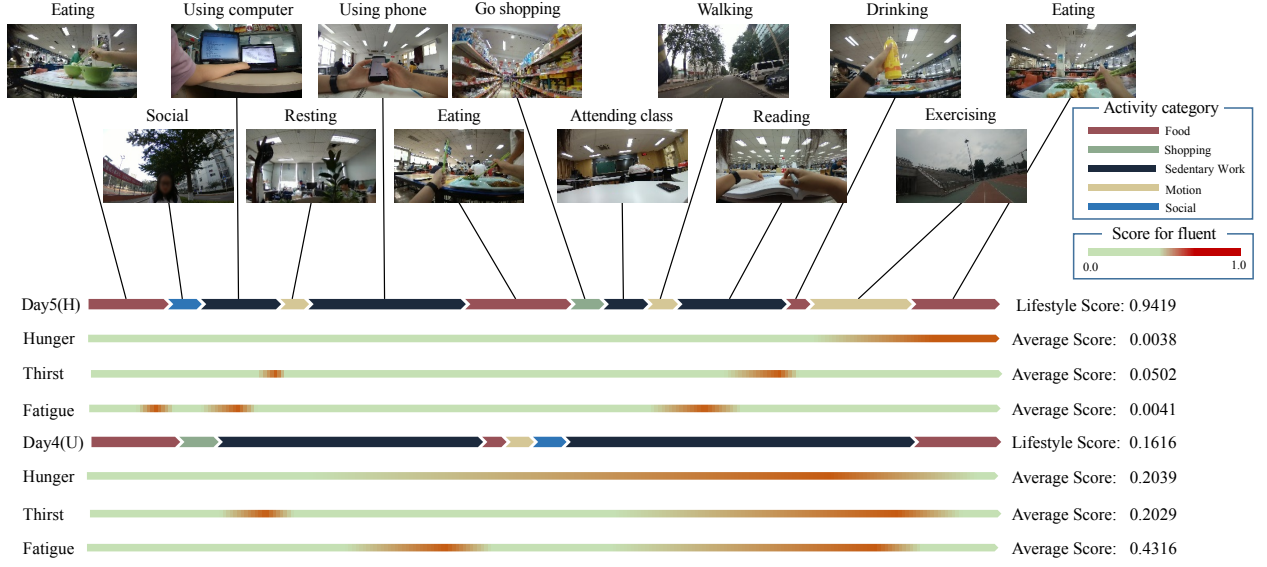 Eating
Using computer
Using phone
Go shopping
Walking
Drinking
Eating
Social
Resting
Eating
Attending class
Reading
Exercising
Activity category
Food
Shopping
Sedentary Work
Motion
Social
Score for fluent
0.0 1.0
Day5(H) Lifestyle Score: 0.9419
Hunger Average Score: 0.0038
Thirst Average Score: 0.0502
Fatigue Average Score: 0.0041
Day4(U) Lifestyle Score: 0.1616
Hunger Average Score: 0.2039
Thirst Average Score: 0.2029
Fatigue Average Score: 0.4316